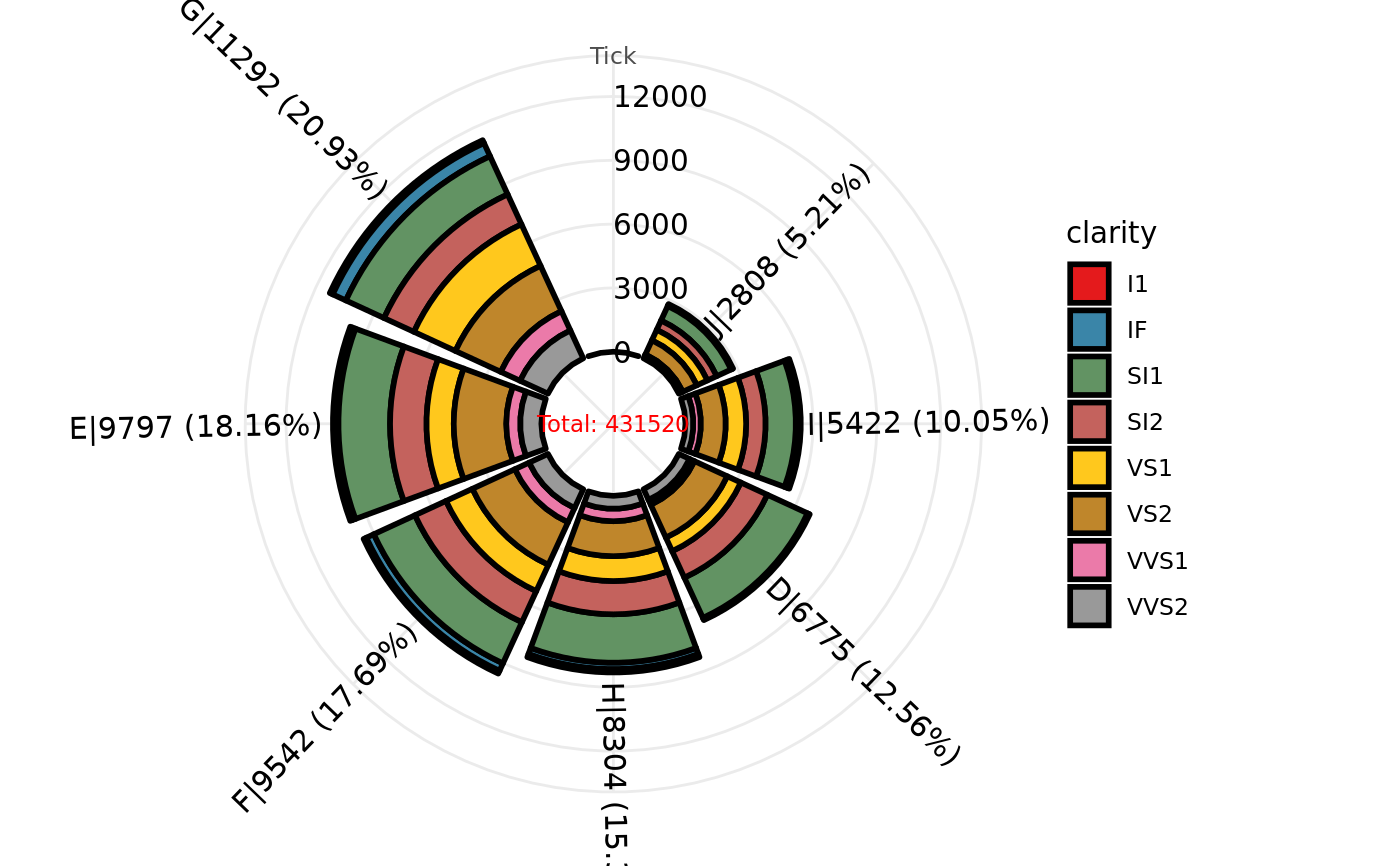 Tick
12000
9000
6000
3000
0
G|11292 (20.93%)
J|2808 (5.21%)
E|9797 (18.16%)
Total: 431520
I|5422 (10.05%)
F|9542 (17.69%)
H|8304 (15.
D|6775 (12.56%)
clarity
I1
IF
SI1
SI2
VS1
VS2
VVS1
VVS2